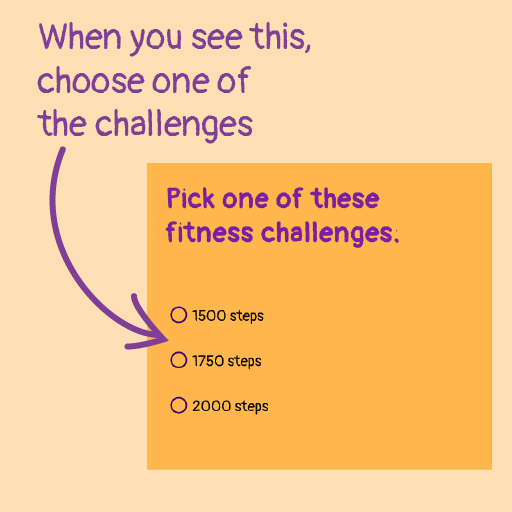 When you see this,
choose one of
the challenges
Pick one of these
fitness challenges.
1500 steps
1750 steps
2000 steps